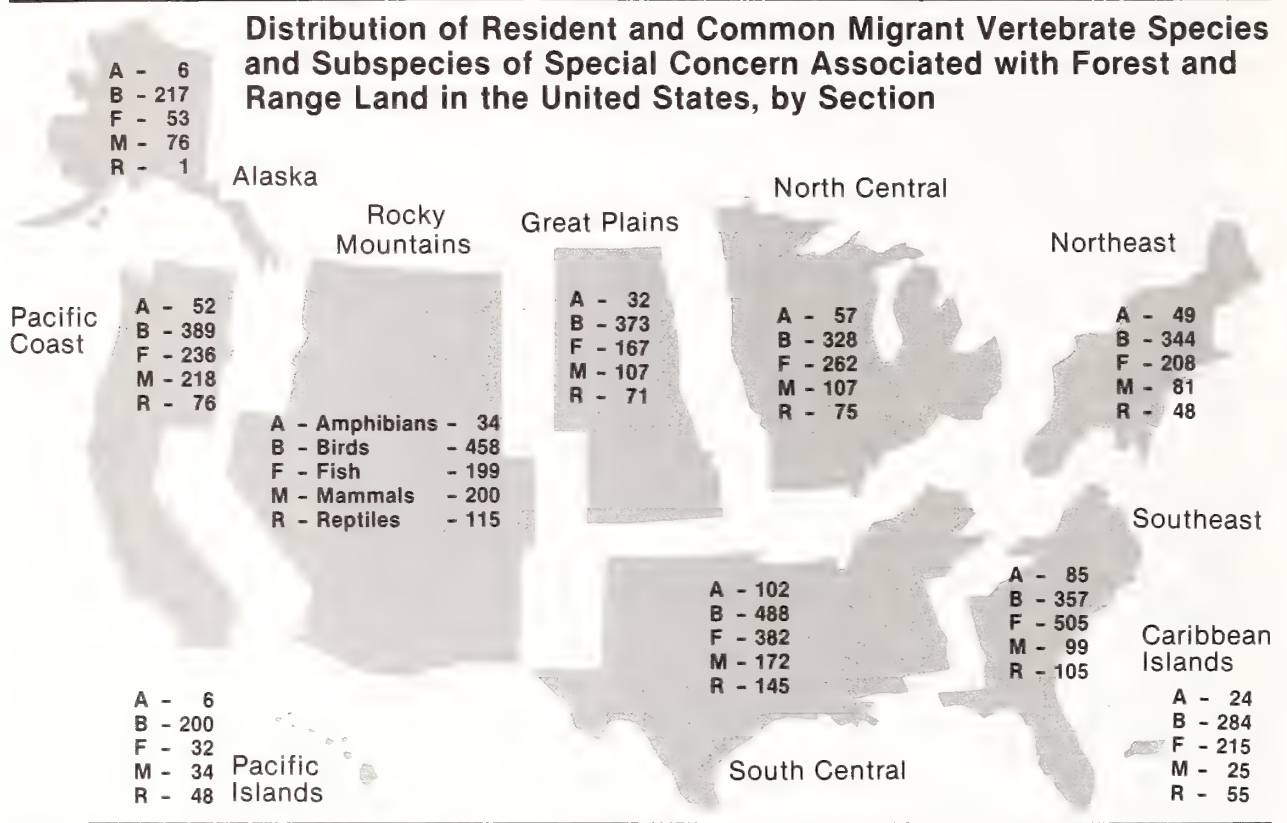 Distribution of Resident and Common Migrant Vertebrate Species
and Subspecies of Special Concern Associated with Forest and
Range Land in the United States, by Section
A - 6
B - 217
F - 53
M - 76
R - 1
Alaska
Pacific
Coast
A - 52
B - 389
F - 236
M - 218
R - 76
Rocky
Mountains
A - Amphibians - 34
B - Birds - 458
F - Fish - 199
M - Mammals - 200
R - Reptiles - 115
Great Plains
A - 32
B - 373
F - 167
M - 107
R - 71
North Central
A - 57
B - 328
F - 262
M - 107
R - 75
Northeast
A - 49
B - 344
F - 208
M - 81
R - 48
Southeast
A - 85
B - 357
F - 505
M - 99
R - 105
A - 102
B - 488
F - 382
M - 172
R - 145
South Central
Caribbean
Islands
A - 24
B - 284
F - 215
M - 25
R - 55
A - 6
B - 200
F - 32
M - 34
R - 48
Pacific
Islands